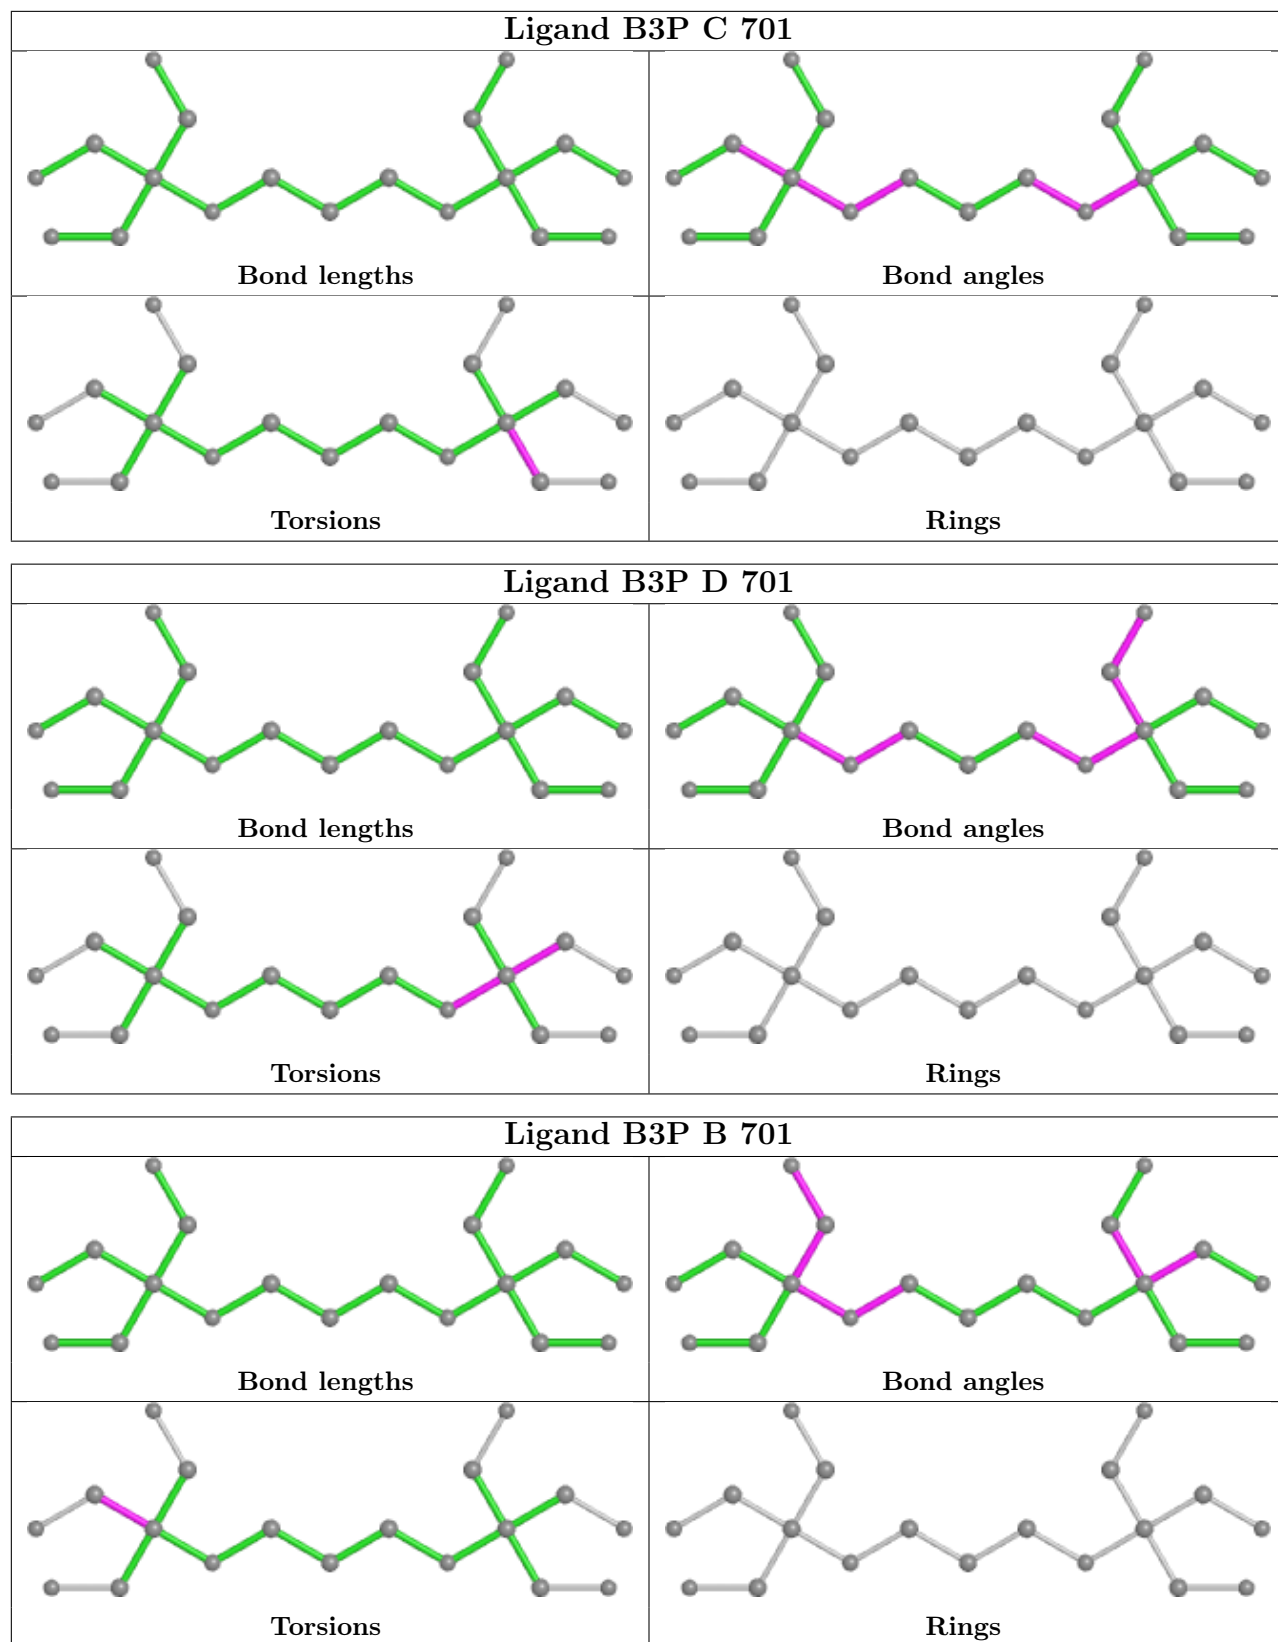 Ligand B3P C 701
Bond lengths
Bond angles
Torsions
Rings
Ligand B3P D 701
Bond lengths
Bond angles
Torsions
Rings
Ligand B3P B 701
Bond lengths
Bond angles
Torsions
Rings